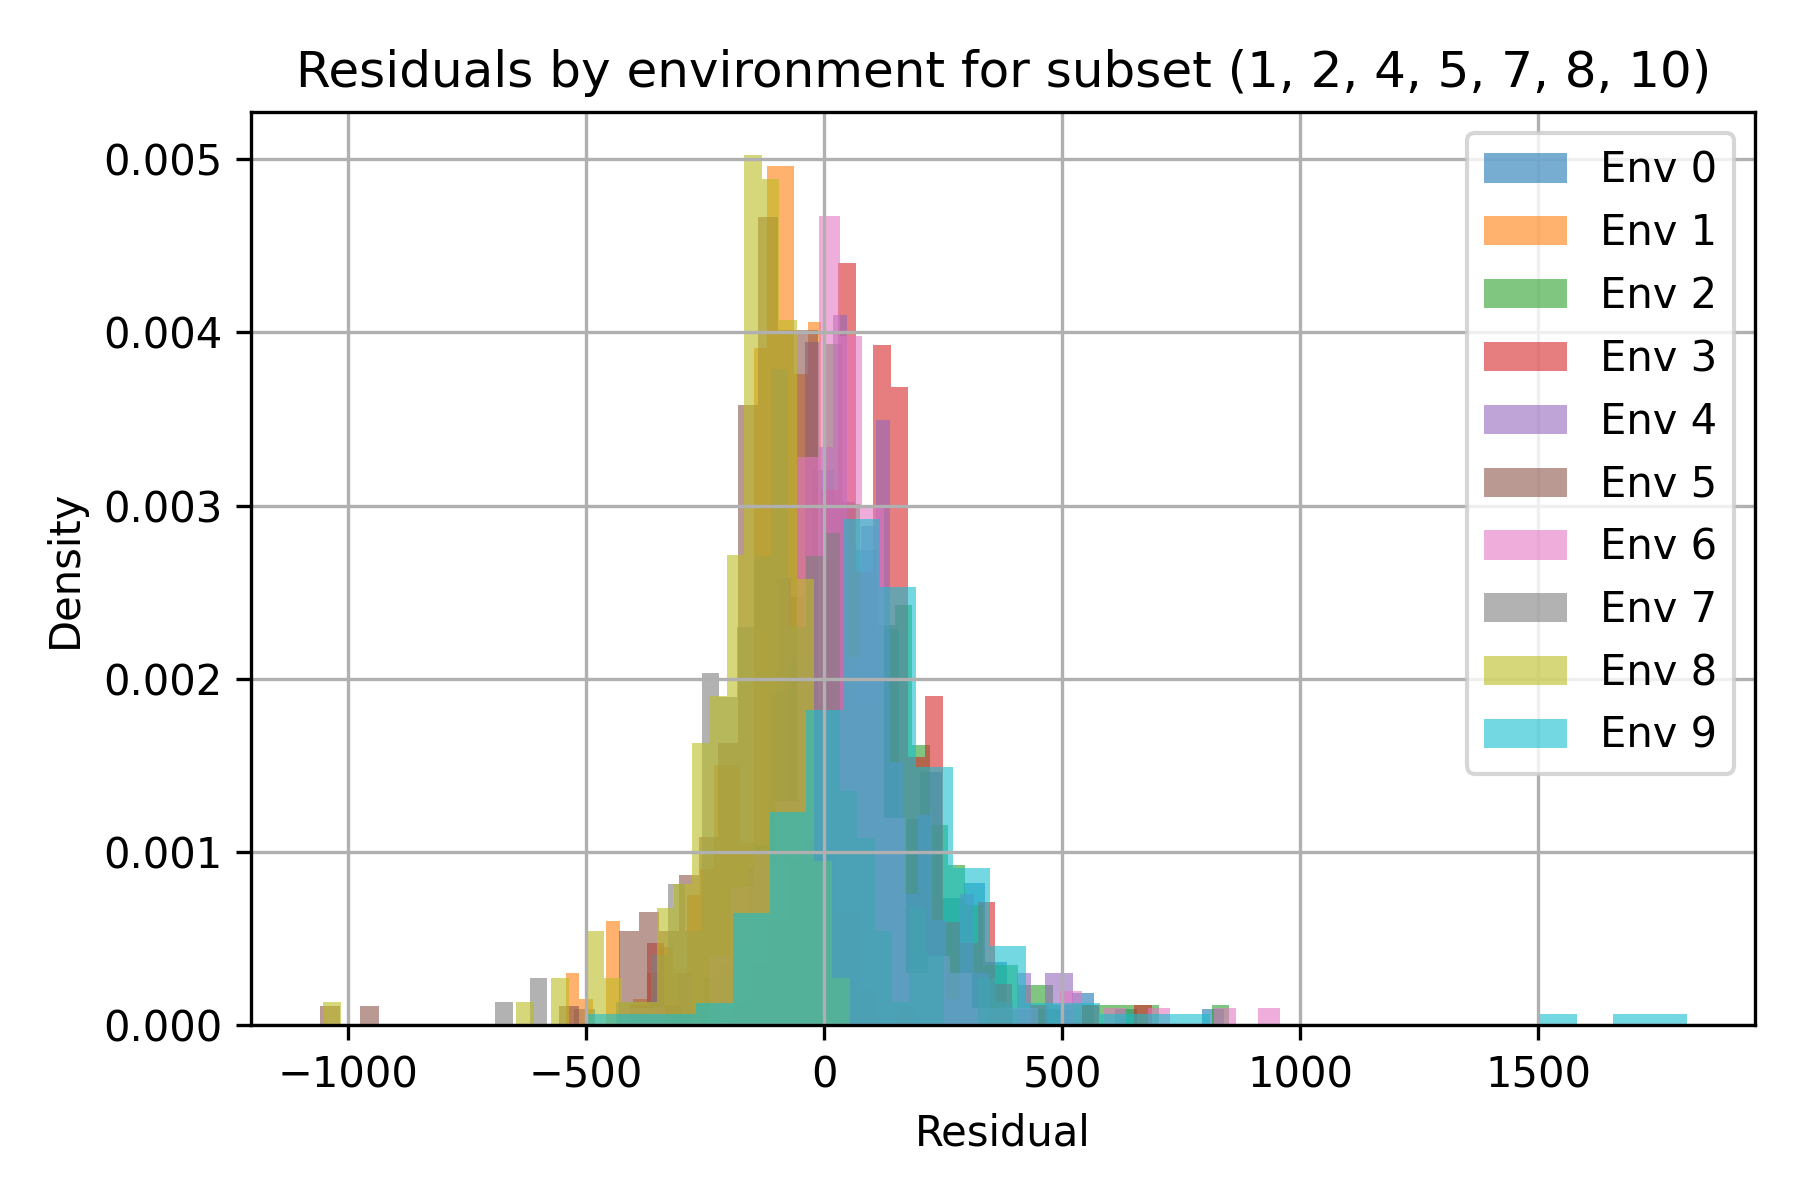 Residuals by environment for subset (1, 2, 4, 5, 7, 8, 10)
0.005
0.004
0.003
0.002
0.001
0.000
Density
−1000
−500
0
500
1000
1500
Residual
Env 0
Env 1
Env 2
Env 3
Env 4
Env 5
Env 6
Env 7
Env 8
Env 9